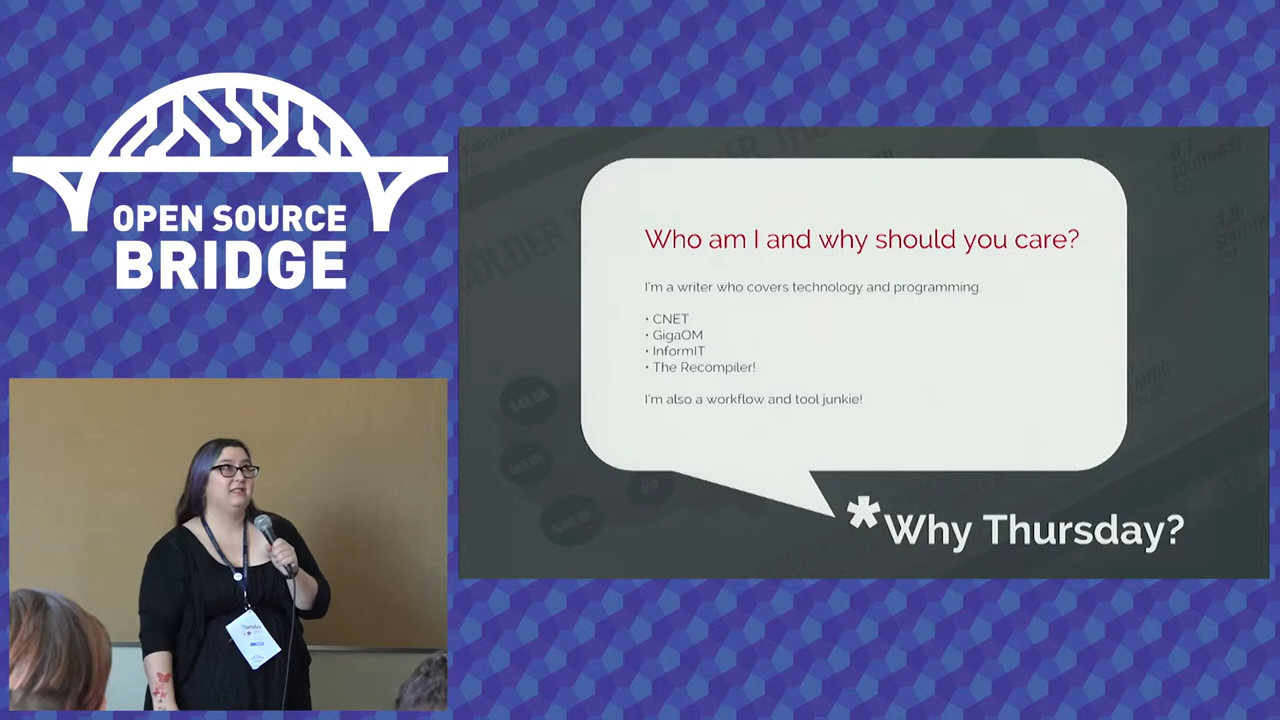 OPEN SOURCE
BRIDGE
Who am I and why should you care?
I'm a writer who covers technology and programming.
• CNET
• GigaOM
• InformIT
• The Recompiler!
I'm also a workflow and tool junkie!
*Why Thursday?
Thursday